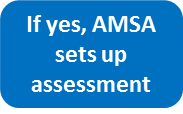 If yes, AMSA
sets up
assessment